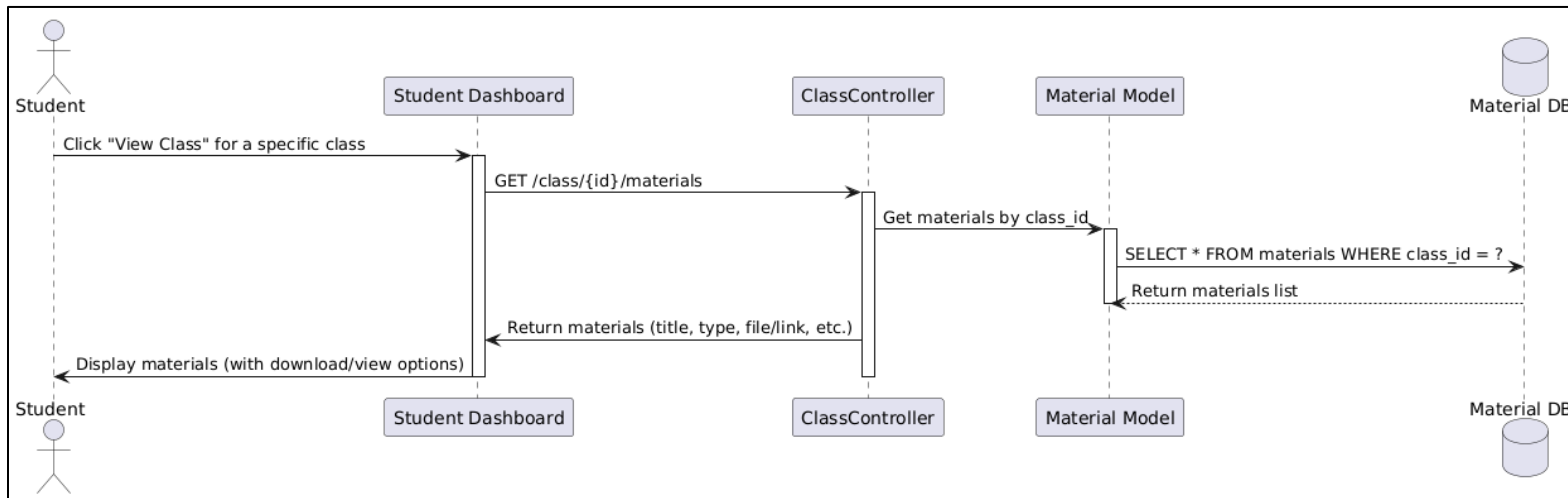 Student
Student Dashboard
ClassController
Material Model
Material DB
Click "View Class" for a specific class
GET /class/{id}/materials
Get materials by class_id
SELECT * FROM materials WHERE class_id = ?
Return materials list
Return materials (title, type, file/link, etc.)
Display materials (with download/view options)
Student
Student Dashboard
ClassController
Material Model
Material DB